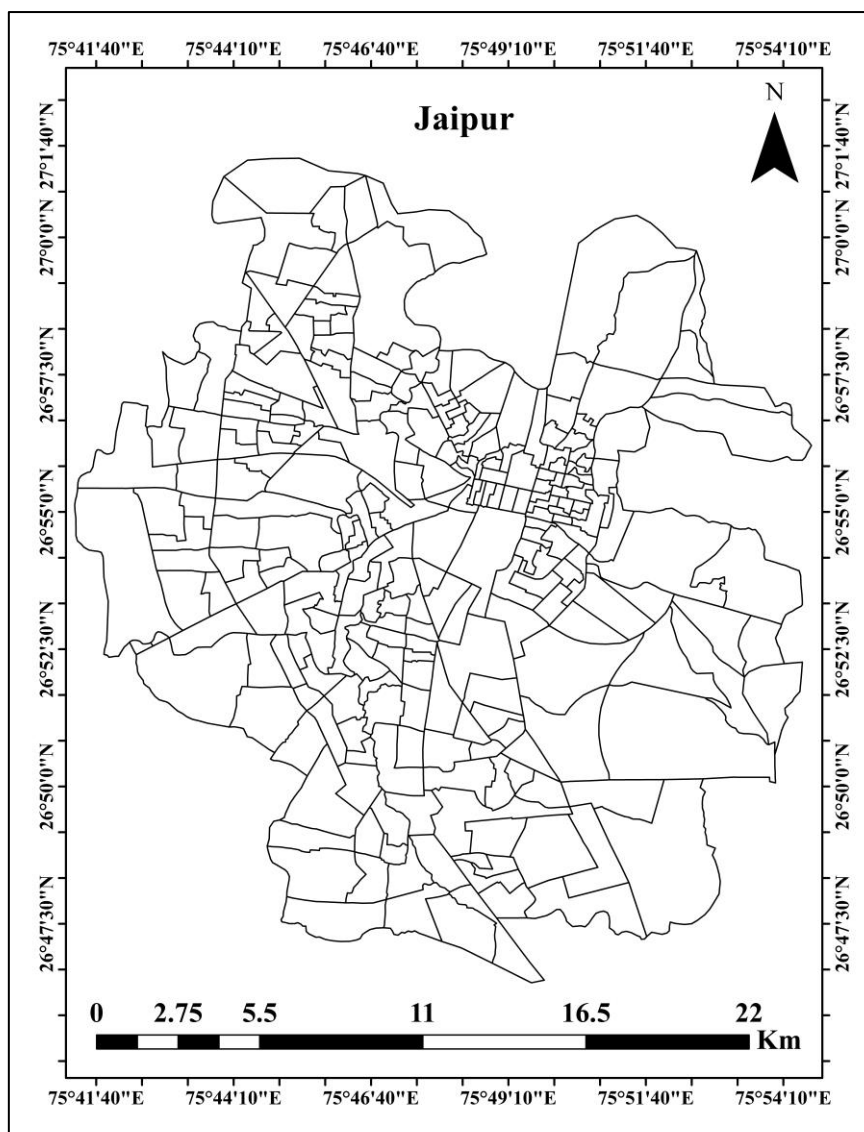 75°41'40"E 75°44'10"E 75°46'40"E 75°49'10"E 75°51'40"E 75°54'10"E
N
Jaipur
27°1'40"N 27°1'40"N
27°0'0"N 27°0'0"N
26°57'30"N 26°57'30"N
26°55'0"N 26°55'0"N
26°52'30"N 26°52'30"N
26°50'0"N 26°50'0"N
26°47'30"N 26°47'30"N
0 2.75 5.5 11 16.5 22
Km
75°41'40"E 75°44'10"E 75°46'40"E 75°49'10"E 75°51'40"E 75°54'10"E